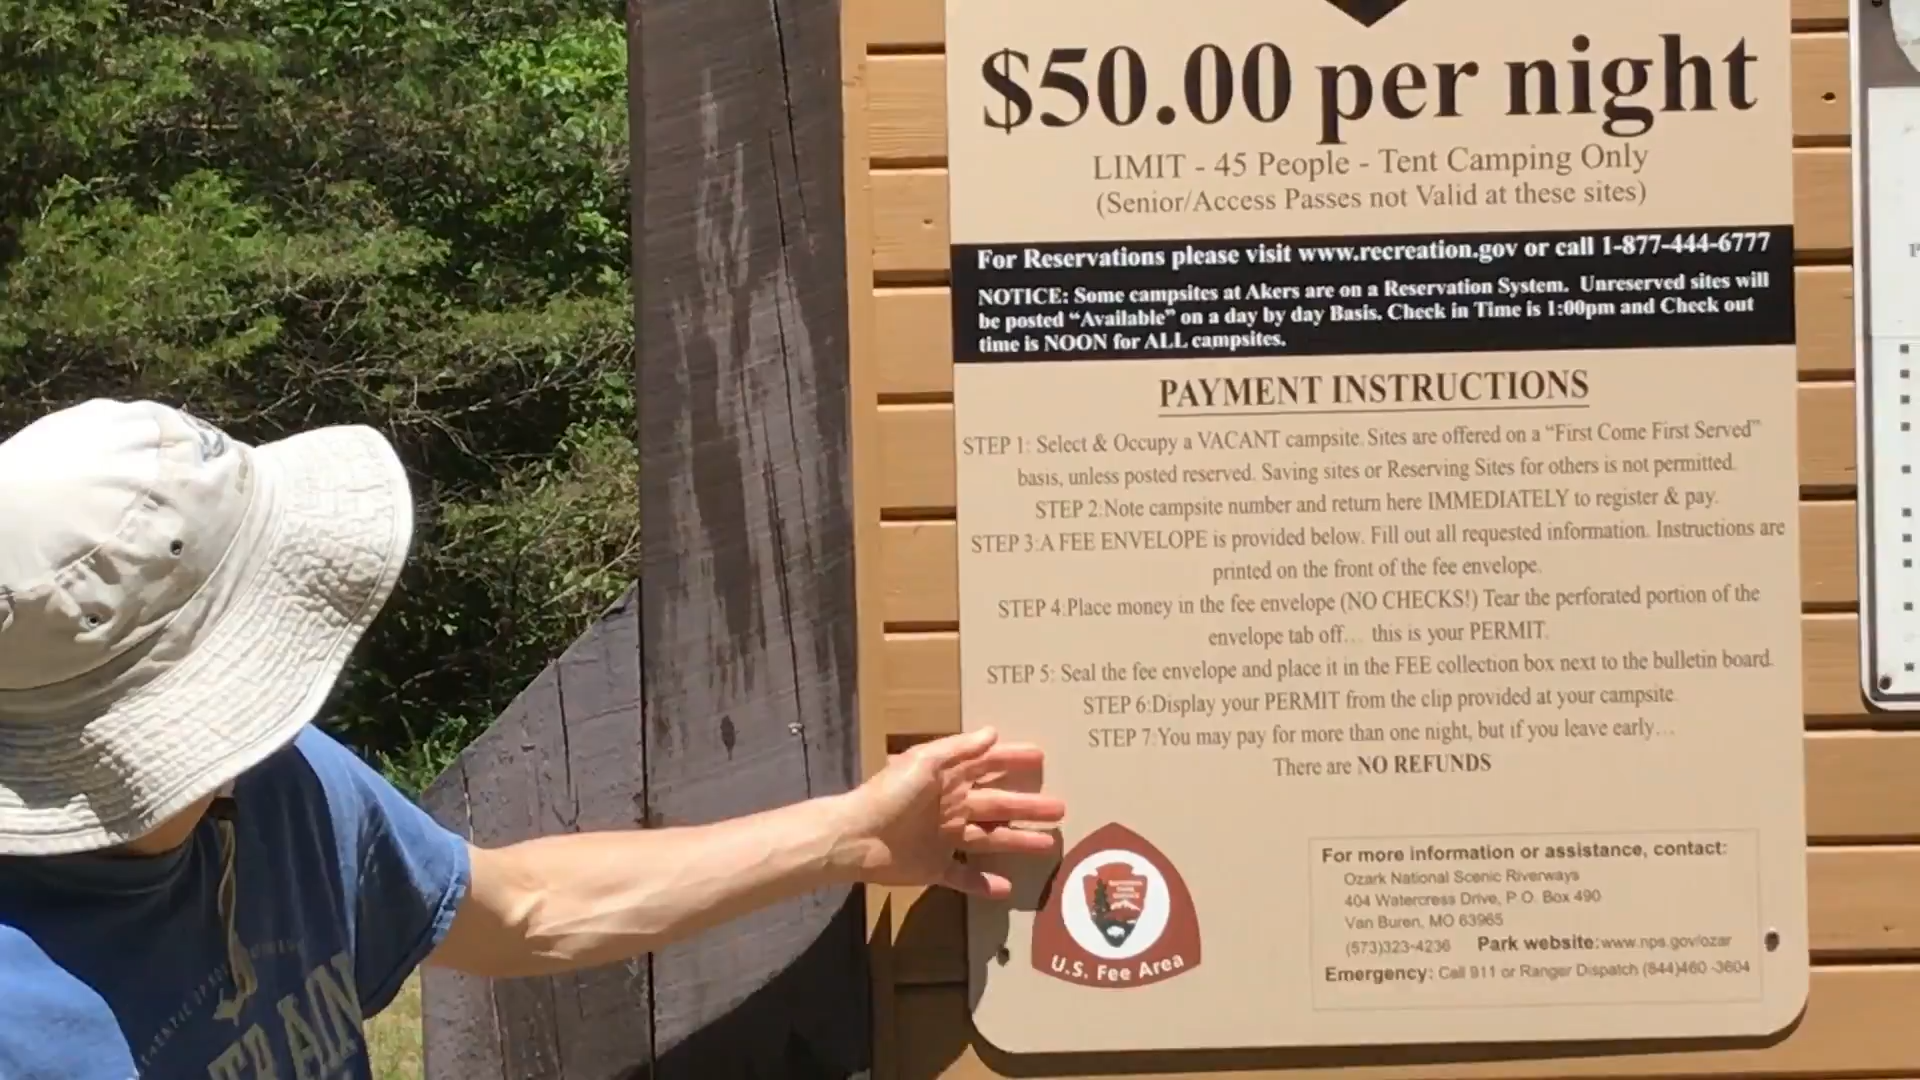 $50.00 per night
LIMIT - 45 People - Tent Camping Only
(Senior/Access Passes not Valid at these sites)
For Reservations please visit www.recreation.gov or call 1-877-444-6777
NOTICE: Some campsites at Akers are on a Reservation System. Unreserved sites will
be posted “Available” on a day by day Basis. Check in Time is 1:00pm and Check out
time is NOON for ALL campsites.
PAYMENT INSTRUCTIONS
STEP 1: Select & Occupy a VACANT campsite. Sites are offered on a “First Come First Served”
basis, unless posted reserved. Saving sites or Reserving Sites for others is not permitted.
STEP 2:Note campsite number and return here IMMEDIATELY to register & pay.
STEP 3:A FEE ENVELOPE is provided below. Fill out all requested information. Instructions are
printed on the front of the fee envelope.
STEP 4:Place money in the fee envelope (NO CHECKS!) Tear the perforated portion of the
envelope tab off... this is your PERMIT.
STEP 5: Seal the fee envelope and place it in the FEE collection box next to the bulletin board.
STEP 6:Display your PERMIT from the clip provided at your campsite.
STEP 7:You may pay for more than one night, but if you leave early...
There are NO REFUNDS
U.S. Fee Area
For more information or assistance, contact:
Ozark National Scenic Riverways
404 Watercress Drive, P.O. Box 490
Van Buren, MO 63965
(573)323-4236 Park website:www.nps.gov/ozar
Emergency: Call 911 or Ranger Dispatch (844)460-3604
TRAIN